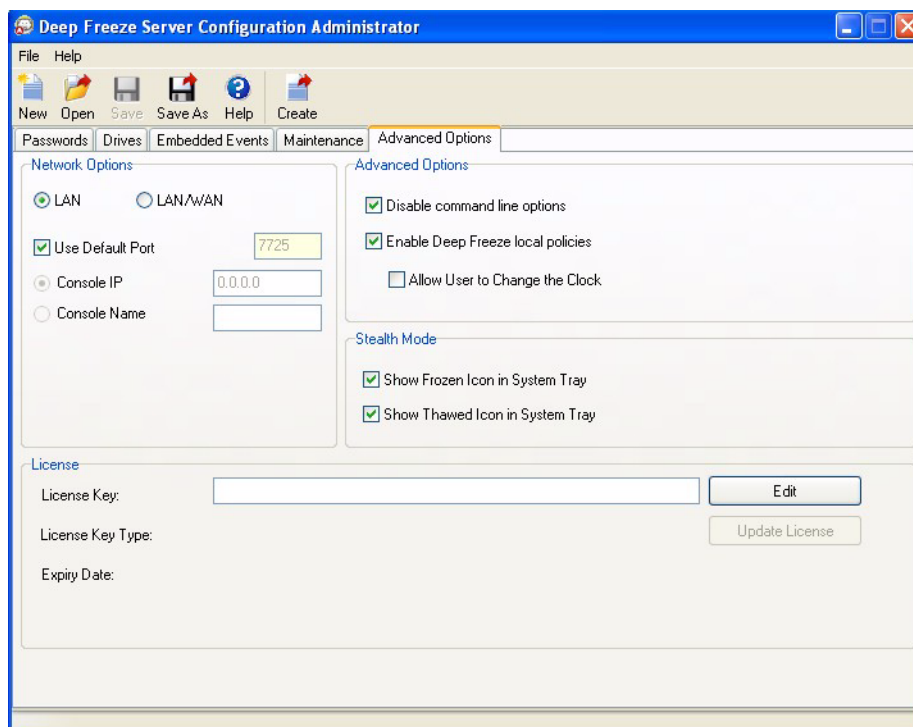 Deep Freeze Server Configuration Administrator
File Help
New Open Save Save As Help Create
Passwords Drives Embedded Events Maintenance Advanced Options
Network Options
LAN LAN/WAN
Use Default Port 7725
Console IP 0.0.0.0
Console Name
Advanced Options
Disable command line options
Enable Deep Freeze local policies
Allow User to Change the Clock
Stealth Mode
Show Frozen Icon in System Tray
Show Thawed Icon in System Tray
License
License Key: Edit
License Key Type: Update License
Expiry Date: